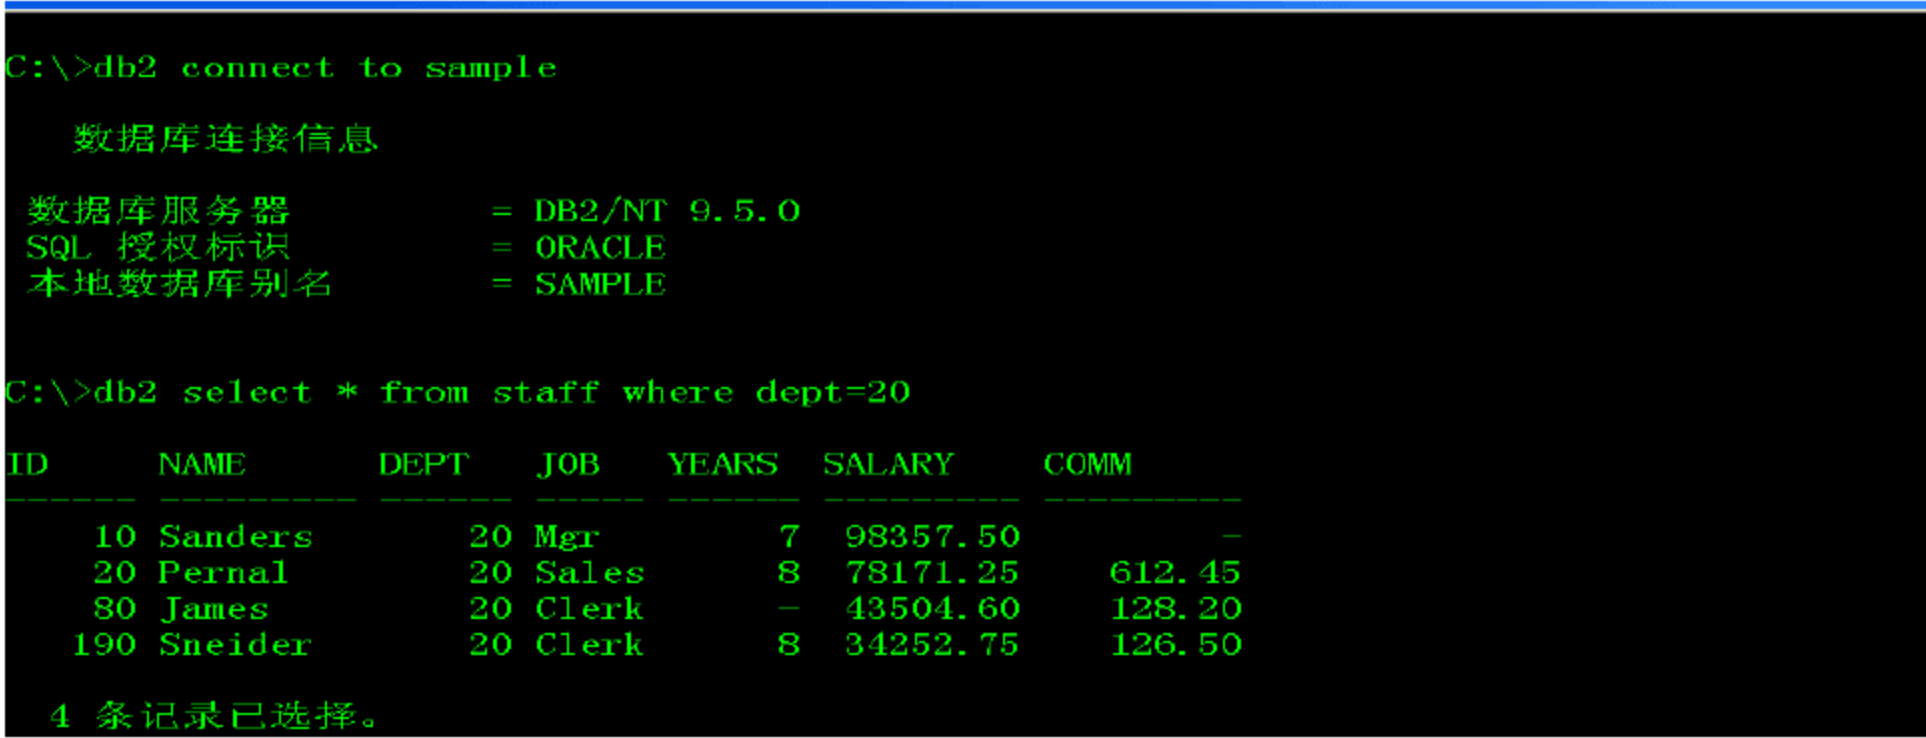 C:\>db2 connect to sample
数据库连接信息
数据库服务器 = DB2/NT 9.5.0
SQL 授权标识 = ORACLE
本地数据库别名 = SAMPLE
C:\>db2 select * from staff where dept=20
ID NAME DEPT JOB YEARS SALARY COMM
------ --------- ------ ----- ------ --------- ---------
10 Sanders 20 Mgr 7 98357.50 -
20 Pernal 20 Sales 8 78171.25 612.45
80 James 20 Clerk - 43504.60 128.20
190 Sneider 20 Clerk 8 34252.75 126.50
4 条记录已选择。